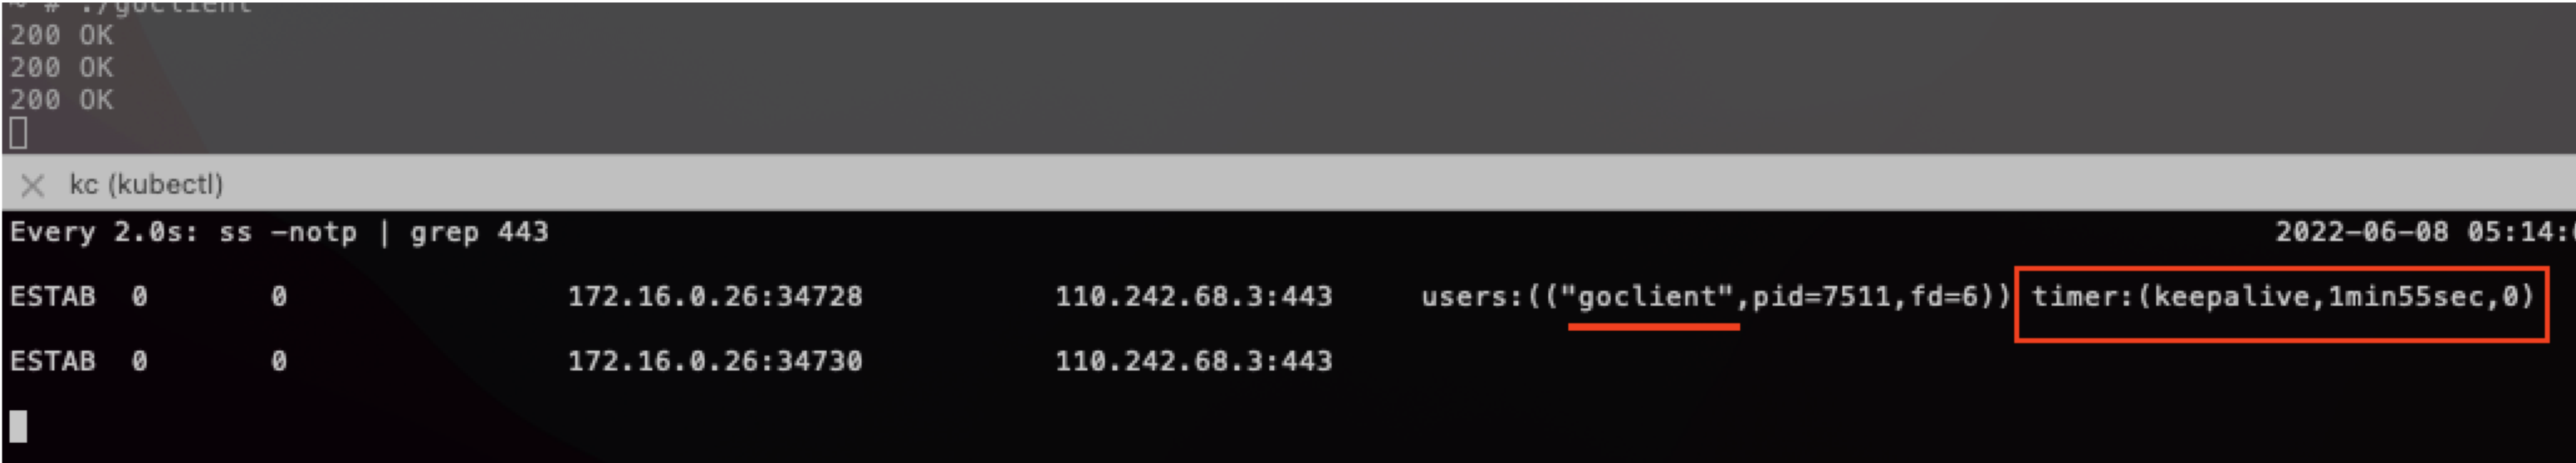 ~ # ./goclient
200 OK
200 OK
200 OK
kc (kubectl)
Every 2.0s: ss -notp | grep 443 2022-06-08 05:14:
ESTAB 0 0 172.16.0.26:34728 110.242.68.3:443 users:(("goclient",pid=7511,fd=6)) timer:(keepalive,1min55sec,0)
ESTAB 0 0 172.16.0.26:34730 110.242.68.3:443